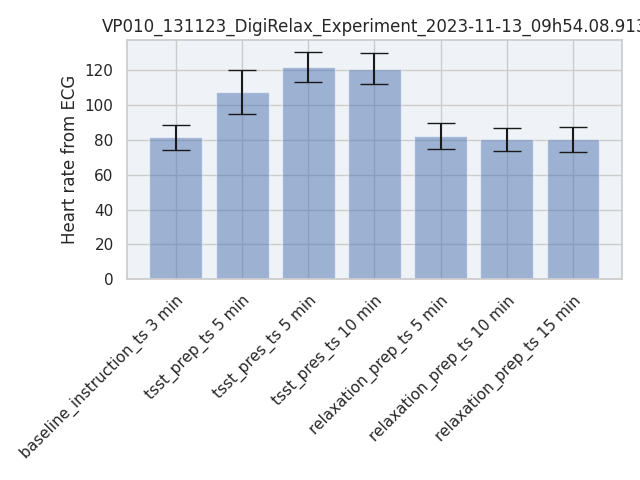 VP010_131123_DigiRelax_Experiment_2023-11-13_09h54.08.913
Heart rate from ECG
120
100
80
60
40
20
0
baseline_instruction_ts 3 min
tsst_prep_ts 5 min
tsst_pres_ts 5 min
tsst_pres_ts 10 min
relaxation_prep_ts 5 min
relaxation_prep_ts 10 min
relaxation_prep_ts 15 min